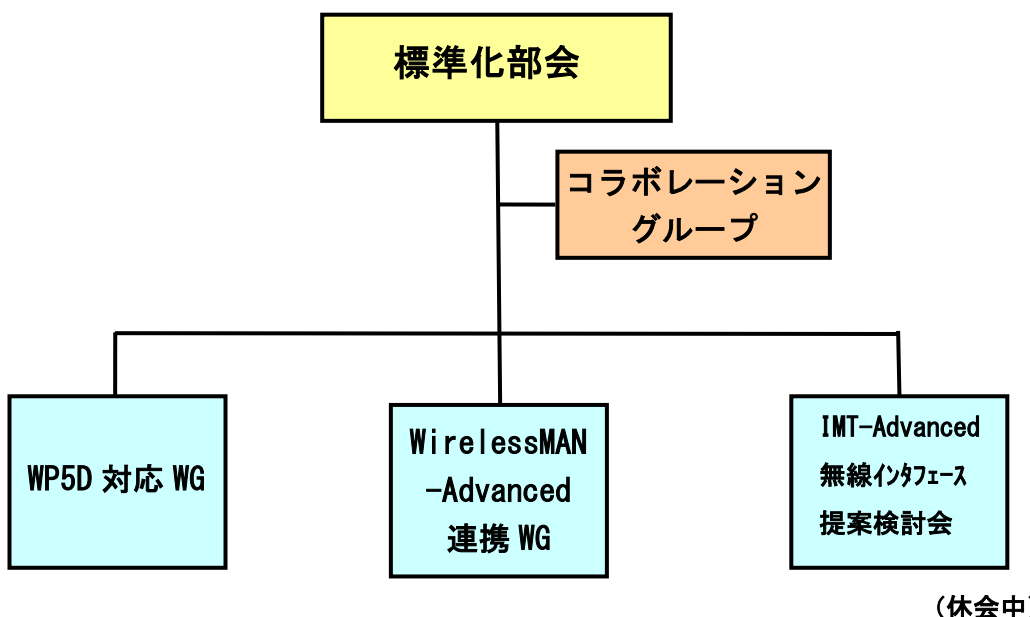 標準化部会
コラボレーション
グループ
WP5D 対応 WG
WirelessMAN
-Advanced
連携 WG
IMT-Advanced
無線ｲﾝﾀﾌｪｰｽ
提案検討会
(休会中)